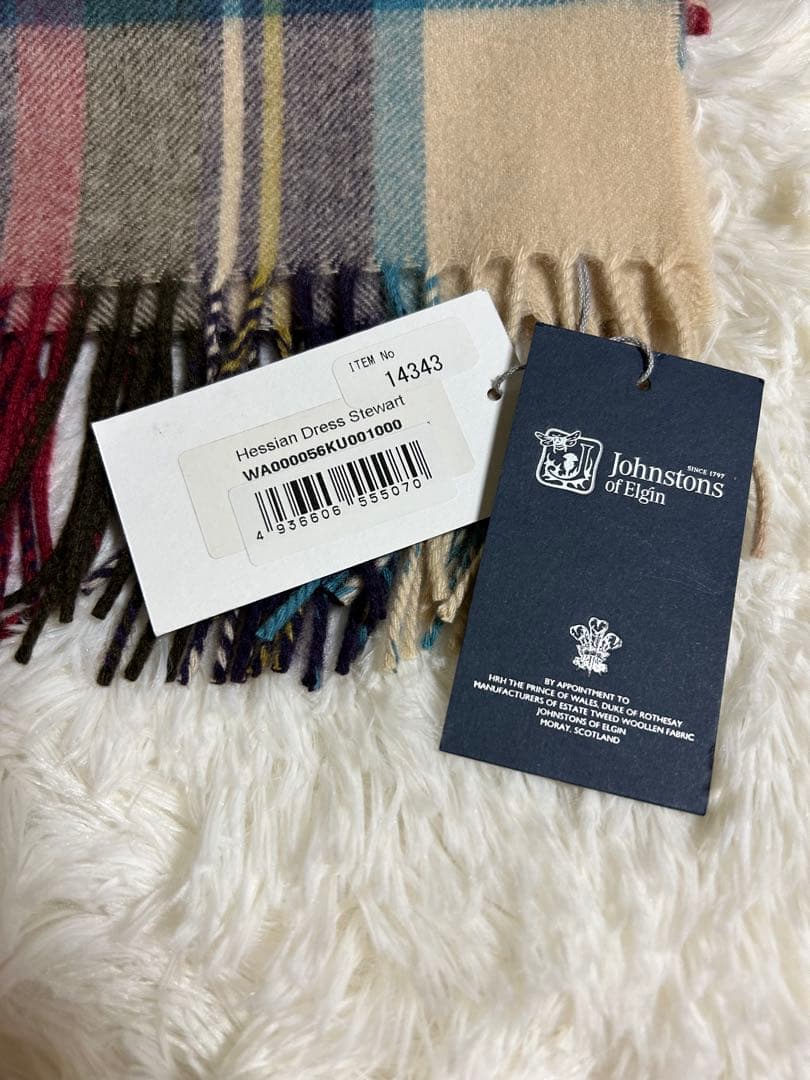 ITEM No
14343
Hessian Dress Stewart
WA000056KU001000
4 936606 555070
SINCE 1797
Johnstons
of Elgin
BY APPOINTMENT TO
HRH THE PRINCE OF WALES, DUKE OF ROTHESAY
MANUFACTURERS OF ESTATE TWEED WOOLLEN FABRIC
JOHNSTONS OF ELGIN
MORAY, SCOTLAND